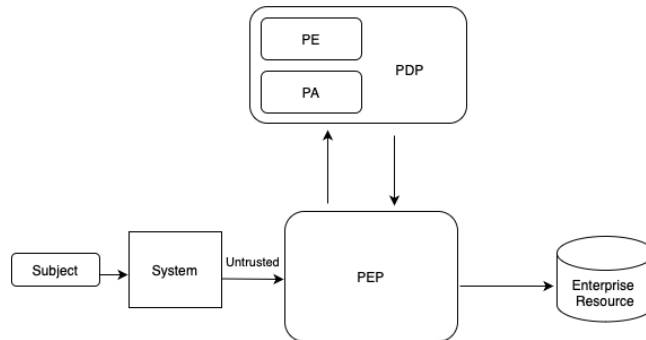 PE
PDP
PA
Subject
System
Untrusted
PEP
Enterprise
Resource